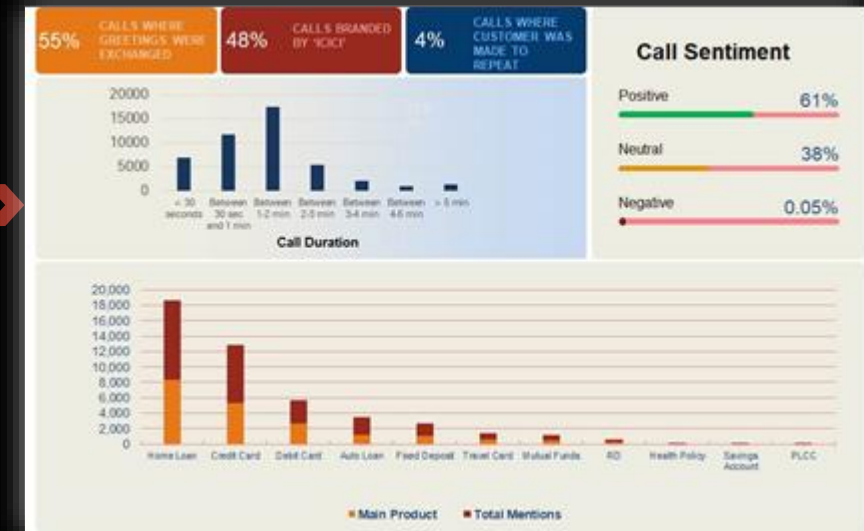 55%
CALLS WHERE
GREETINGS WERE
EXCHANGED
48%
CALLS BRANDED
BY 'ICICI'
4%
CALLS WHERE
CUSTOMER WAS
MADE TO
REPEAT
Call Sentiment
Positive 61%
Neutral 38%
Negative 0.05%
20000
15000
10000
5000
0
< 30
seconds
Between
30 sec
and 1 min
Between
1-2 min
Between
2-3 min
Between
3-4 min
Between
4-5 min
> 5 min
Call Duration
20,000
18,000
16,000
14,000
12,000
10,000
8,000
6,000
4,000
2,000
0
Home Loan
Credit Card
Debit Card
Auto Loan
Fixed Deposit
Travel Card
Mutual Funds
RD
Health Policy
Savings
Account
PLCC
Main Product
Total Mentions